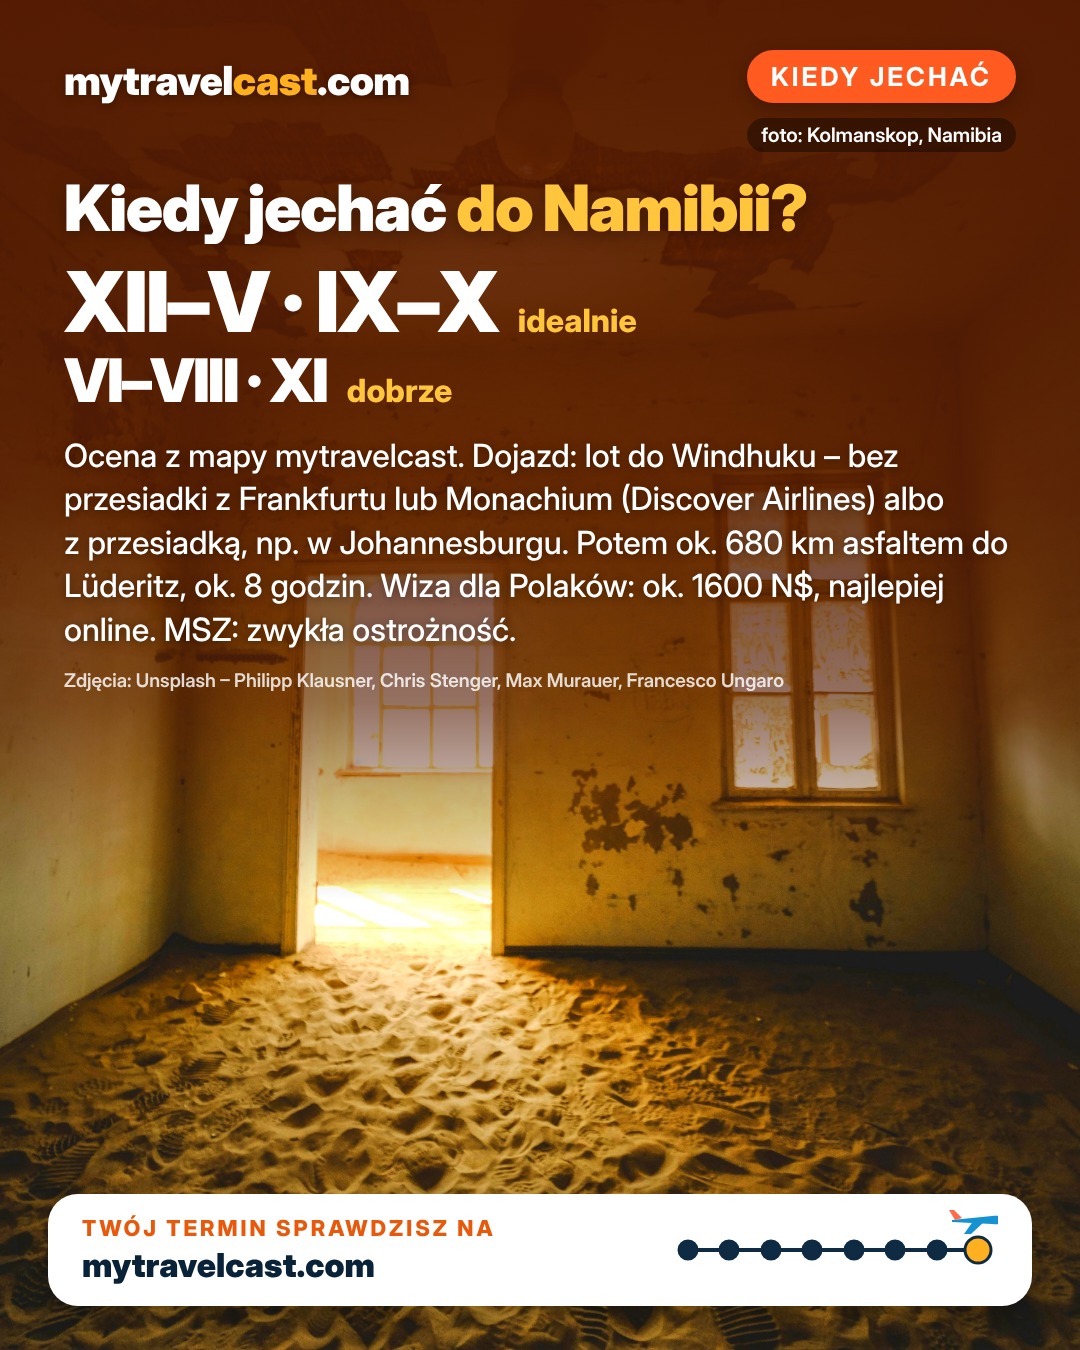 mytravelcast.com
KIEDY JECHAĆ
foto: Kolmanskop, Namibia
Kiedy jechać do Namibii?
XII–V · IX–X idealnie
VI–VIII · XI dobrze
Ocena z mapy mytravelcast. Dojazd: lot do Windhuku – bez
przesiadki z Frankfurtu lub Monachium (Discover Airlines) albo
z przesiadką, np. w Johannesburgu. Potem ok. 680 km asfaltem do
Lüderitz, ok. 8 godzin. Wiza dla Polaków: ok. 1600 N$, najlepiej
online. MSZ: zwykła ostrożność.
Zdjęcia: Unsplash – Philipp Klausner, Chris Stenger, Max Murauer, Francesco Ungaro
TWÓJ TERMIN SPRAWDZISZ NA
mytravelcast.com